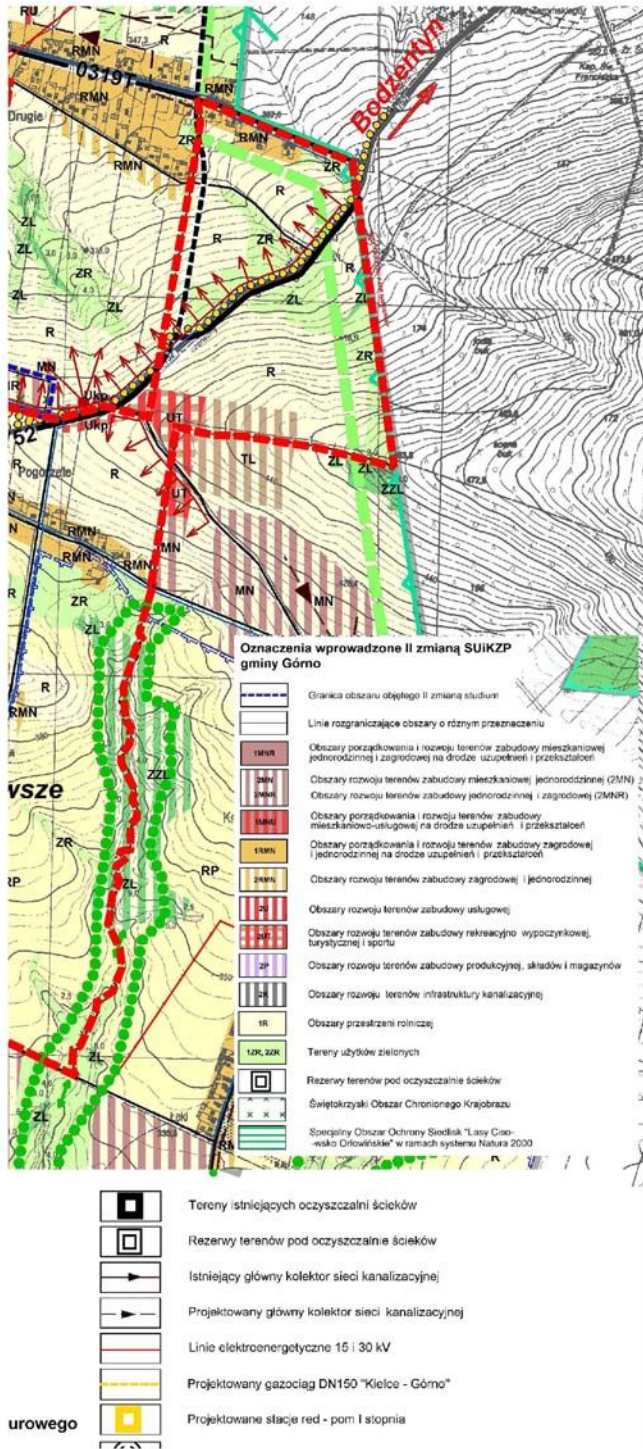 RU
R
RMN
347,3
0319T
RMN
RMN
Drugie
ZR
RMN
ZR
Bodzentyn
RMN
R
ZL
ZL
R
ZR
ZR
ZL
ZL
ZL
R
R
R
ZR
MN
Ukp
Ukp
UT
752
Pogorzele
R
TL
ZL
ZL
ZZL
UT
RMN
RMN
RMN
MN
MN
MN
ZR
ZL
R
RMN
ZZL
wsze
ZR
RP
RP
ZL
ZL
ZL
Łąki
R
Oznaczenia wprowadzone II zmianą SUiKZP
gminy Górno
Granica obszaru objętego II zmianą studium
Linie rozgraniczające obszary o różnym przeznaczeniu
1MNR
Obszary porządkowania i rozwoju terenów zabudowy mieszkaniowej
jednorodzinnej i zagrodowej na drodze uzupełnień i przekształceń
2MN
Obszary rozwoju terenów zabudowy mieszkaniowej jednoroddzinnej (2MN)
2MNR
Obszary rozwoju terenów zabudowy jednorodzinnej i zagrodowej (2MNR)
1MNU
Obszary porządkowania i rozwoju terenów zabudowy
mieszkaniowo-usługowej na drodze uzupełnień i przekształceń
1RMN
Obszary porządkowania i rozwoju terenów zabudowy zagrodowej
i jednorodzinnej na drodze uzupełnień i przekształceń
2RMN
Obszary rozwoju terenów zabudowy zagrodowej i jednorodzinnej
2U
Obszary rozwoju terenów zabudowy usługowej
2UT
Obszary rozwoju terenów zabudowy rekreacyjno wypoczynkowej,
turystycznej i sportu
2P
Obszary rozwoju terenów zabudowy produkcyjnej, składów i magazynów
2K
Obszary rozwoju terenów infrastruktury kanalizacyjnej
1R
Obszary przestrzeni rolniczej
1ZR, 2ZR
Tereny użytków zielonych
Rezerwy terenów pod oczyszczalnie ścieków
Świętokrzyski Obszar Chronionego Krajobrazu
Specjalny Obszar Ochrony Siedlisk "Lasy Ciso-
-wsko Orłowińskie" w ramach systemu Natura 2000
Tereny istniejących oczyszczalni ścieków
Rezerwy terenów pod oczyszczalnie ścieków
Istniejący główny kolektor sieci kanalizacyjnej
Projektowany główny kolektor sieci kanalizacyjnej
Linie elektroenergetyczne 15 i 30 kV
Projektowany gazociąg DN150 "Kielce - Górno"
urowego
Projektowane stacje red - pom I stopnia